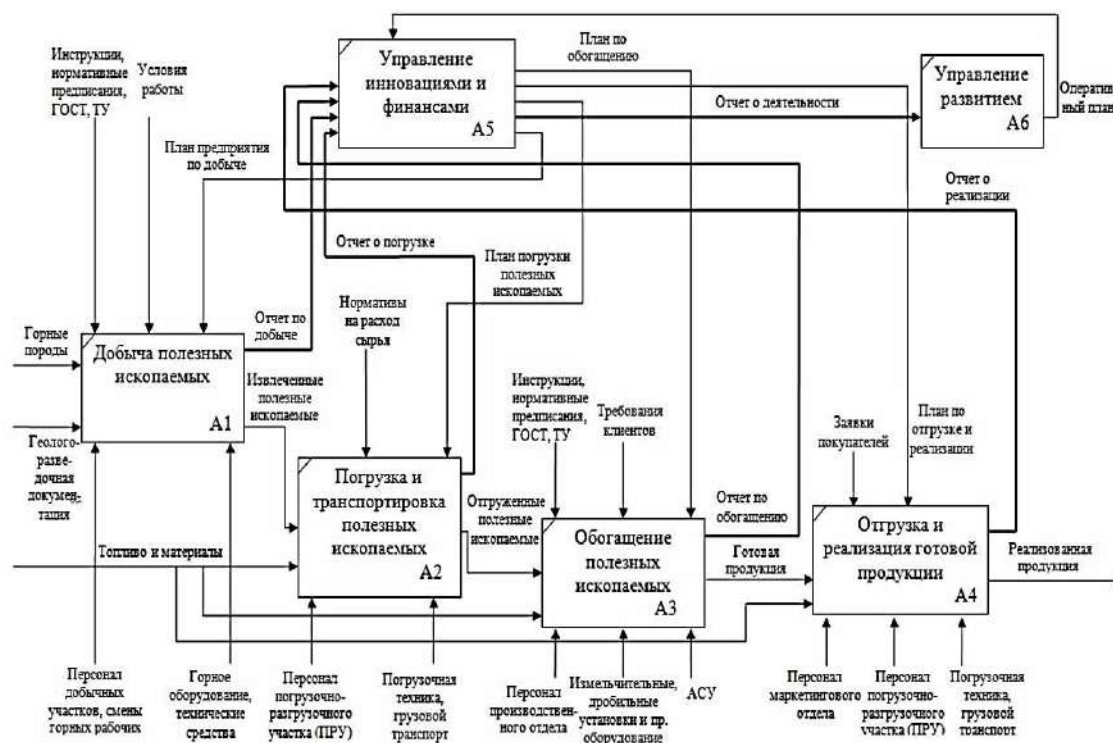 План по
обогащению
Управление
инновациями и
финансами
А5
Управление
развитием
А6
Оператив-
ный план
Инструкции,
нормативные
предписания,
ГОСТ, ТУ
Условия
работы
Отчет о деятельности
План предприятия
по добыче
Отчет о
реализации
Отчет о погрузке
План погрузки
полезных
ископаемых
Нормативы
на расход
сырья
Горные
породы
Отчет по
добыче
Добыча полезных
ископаемых
А1
Извлеченные
полезные
ископаемые
Геолого-
разве-
дочная
докумен-
тация
Инструкции,
нормативные
предписания,
ГОСТ, ТУ
Требования
клиентов
Заявки
покупателей
План по
отгрузке и
реализации
Погрузка и
транспортировка
полезных
ископаемых
А2
Отгруженные
полезные
ископаемые
Отчет по
обогащению
Обогащение
полезных
ископаемых
А3
Готовая
продукция
Отгрузка и
реализация готовой
продукции
А4
Реализованная
продукция
Топливо и материалы
Персонал
добычных
участков, смены
горных рабочих
Горное
оборудование,
технические
средства
Персонал
погрузочно-
разгрузочного
участка (ПРУ)
Погрузочная
техника,
грузовой
транспорт
Персонал
производствен-
ного отдела
Измельчительные,
дробильные
установки и пр.
оборудование
АСУ
Персонал
маркетингового
отдела
Персонал
погрузочно-
разгрузочного
участка (ПРУ)
Погрузочная
техника,
грузовой
транспорт